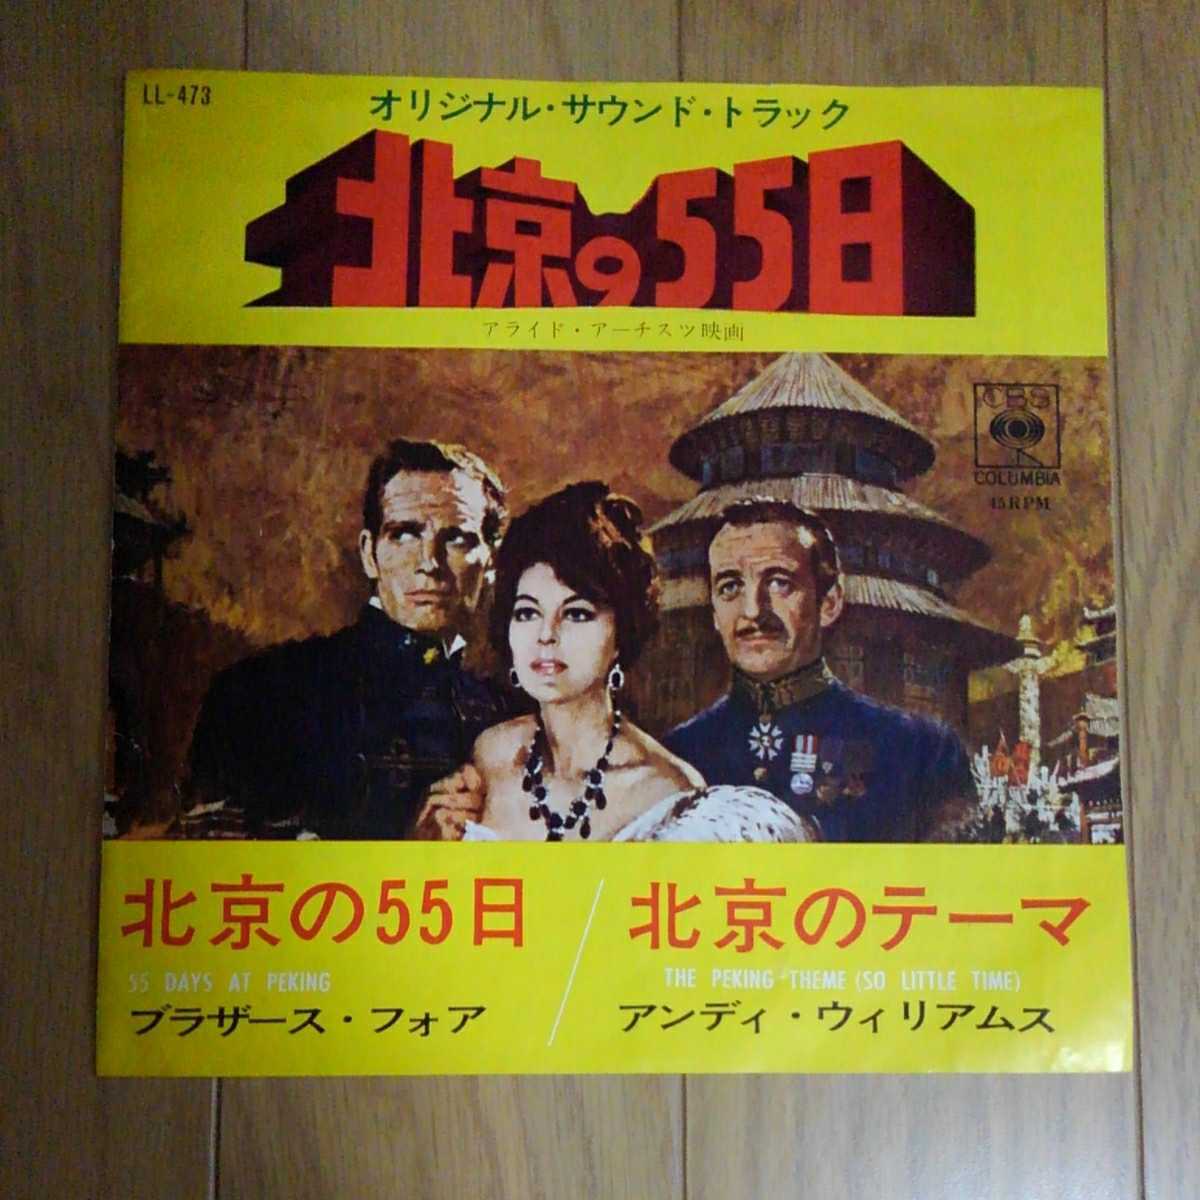 LL-473
オリジナル・サウンド・トラック
北京の55日
アライド・アーチスツ映画
CBS
COLUMBIA
45RPM
北京の55日
55 DAYS AT PEKING
ブラザース・フォア
北京のテーマ
THE PEKING THEME (SO LITTLE TIME)
アンディ・ウィリアムス